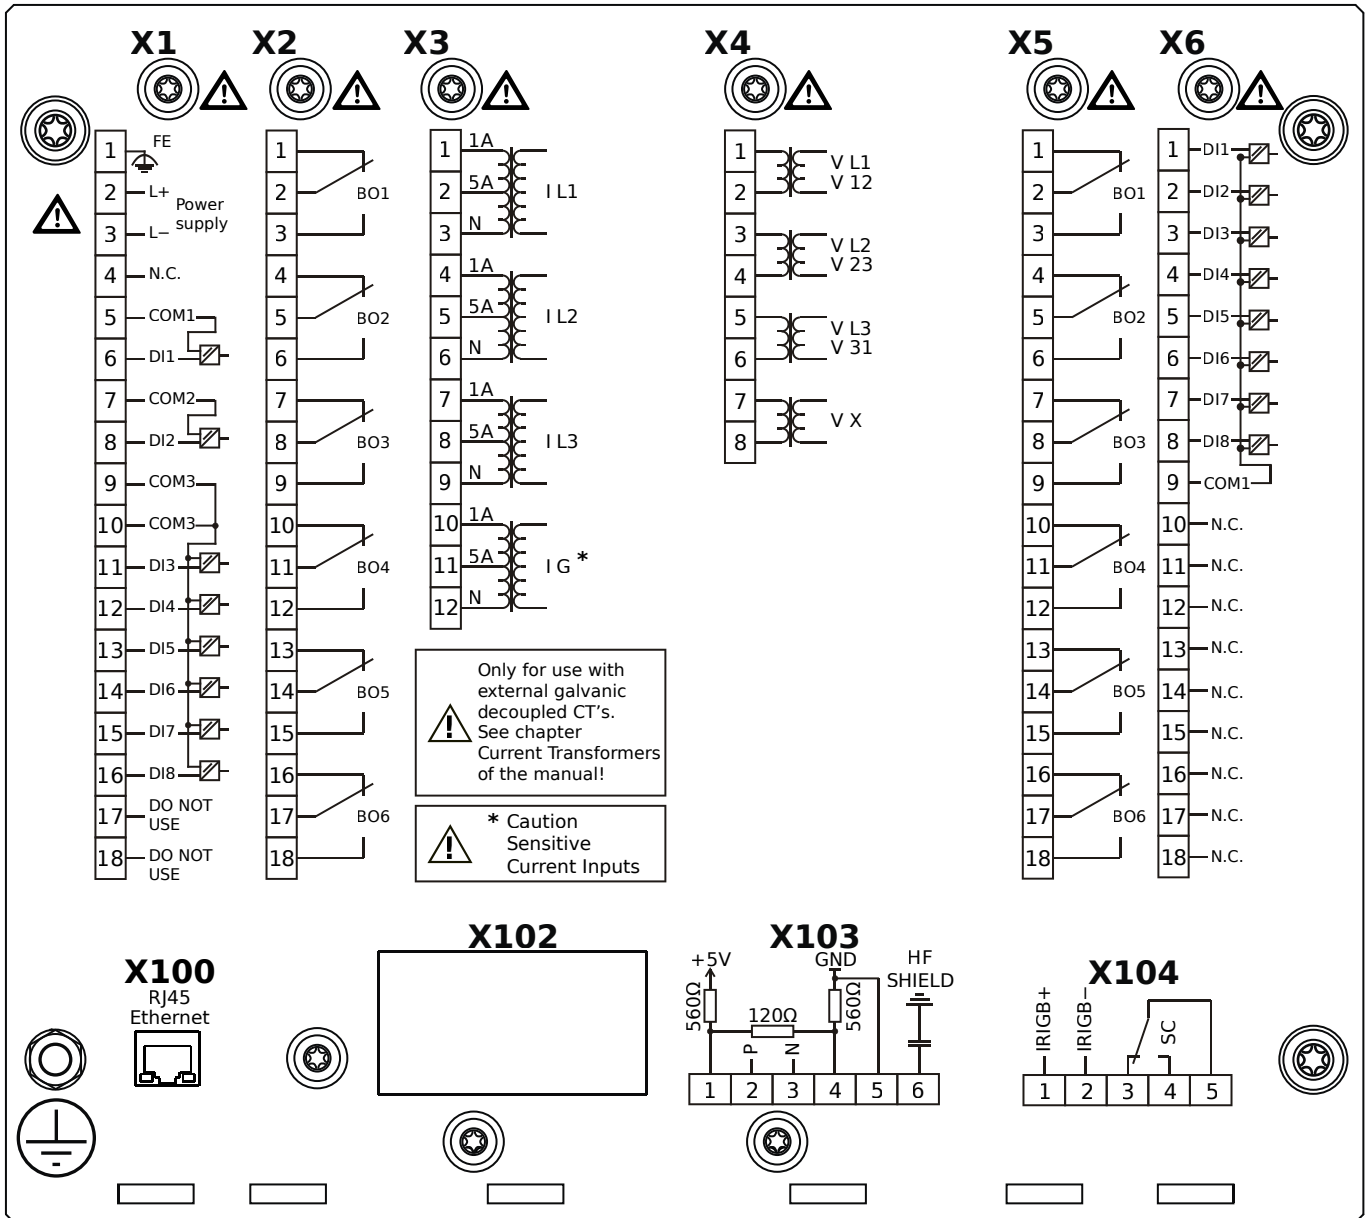 X1
X2
X3
X4
X5
X6
1 FE
2 L+
Power
supply
3 L−
4 N.C.
5 COM1
6 DI1
7 COM2
8 DI2
9 COM3
10 COM3
11 DI3
12 DI4
13 DI5
14 DI6
15 DI7
16 DI8
17 DO NOT
USE
18 DO NOT
USE
1
2 BO1
3
4
5 BO2
6
7
8 BO3
9
10
11 BO4
12
13
14 BO5
15
16
17 BO6
18
1 1A
2 5A I L1
3 N
4 1A
5 5A I L2
6 N
7 1A
8 5A I L3
9 N
10 1A
11 5A I G *
12 N
Only for use with
external galvanic
decoupled CT's.
See chapter
Current Transformers
of the manual!
* Caution
Sensitive
Current Inputs
1 V L1
2 V 12
3 V L2
4 V 23
5 V L3
6 V 31
7 V X
8
1
2 BO1
3
4
5 BO2
6
7
8 BO3
9
10
11 BO4
12
13
14 BO5
15
16
17 BO6
18
1 DI1
2 DI2
3 DI3
4 DI4
5 DI5
6 DI6
7 DI7
8 DI8
9 COM1
10 N.C.
11 N.C.
12 N.C.
13 N.C.
14 N.C.
15 N.C.
16 N.C.
17 N.C.
18 N.C.
X100
RJ45
Ethernet
X102
X103
+5V
GND
HF
SHIELD
560Ω
120Ω
560Ω
P
N
1 2 3 4 5 6
X104
IRIGB+
IRIGB−
SC
1 2 3 4 5